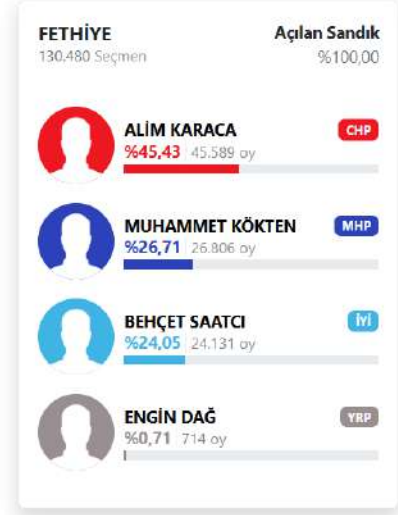 FETHİYE Açılan Sandık
130.480 Seçmen %100,00
ALİM KARACA CHP
%45,43 45.589 oy
MUHAMMET KÖKTEN MHP
%26,71 26.806 oy
BEHÇET SAATCI İYİ
%24,05 24.131 oy
ENGİN DAĞ YRP
%0,71 714 oy